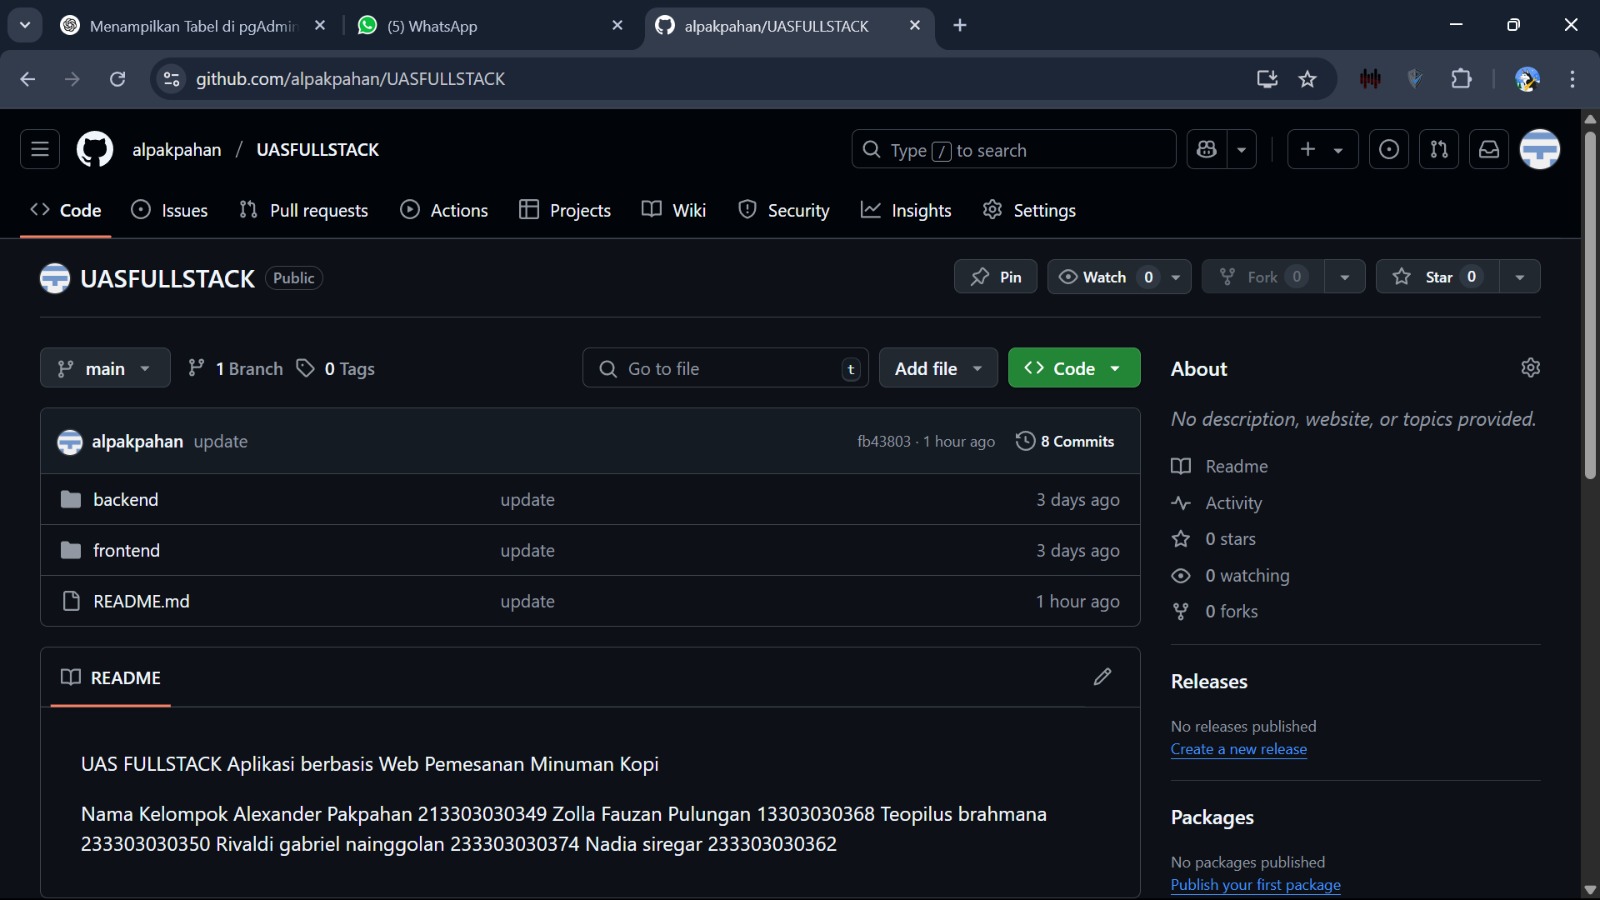 Menampilkan Tabel di pgAdmin
(5) WhatsApp
alpakpahan/UASFULLSTACK
github.com/alpakpahan/UASFULLSTACK
alpakpahan / UASFULLSTACK
Type / to search
Code Issues Pull requests Actions Projects Wiki Security Insights Settings
UASFULLSTACK Public
Pin Watch 0 Fork 0 Star 0
main 1 Branch 0 Tags
Go to file t Add file Code
alpakpahan update fb43803 · 1 hour ago 8 Commits
backend update 3 days ago
frontend update 3 days ago
README.md update 1 hour ago
README
UAS FULLSTACK Aplikasi berbasis Web Pemesanan Minuman Kopi
Nama Kelompok Alexander Pakpahan 213303030349 Zolla Fauzan Pulungan 13303030368 Teopilus brahmana
233303030350 Rivaldi gabriel nainggolan 233303030374 Nadia siregar 233303030362
About
No description, website, or topics provided.
Readme
Activity
0 stars
0 watching
0 forks
Releases
No releases published
Create a new release
Packages
No packages published
Publish your first package